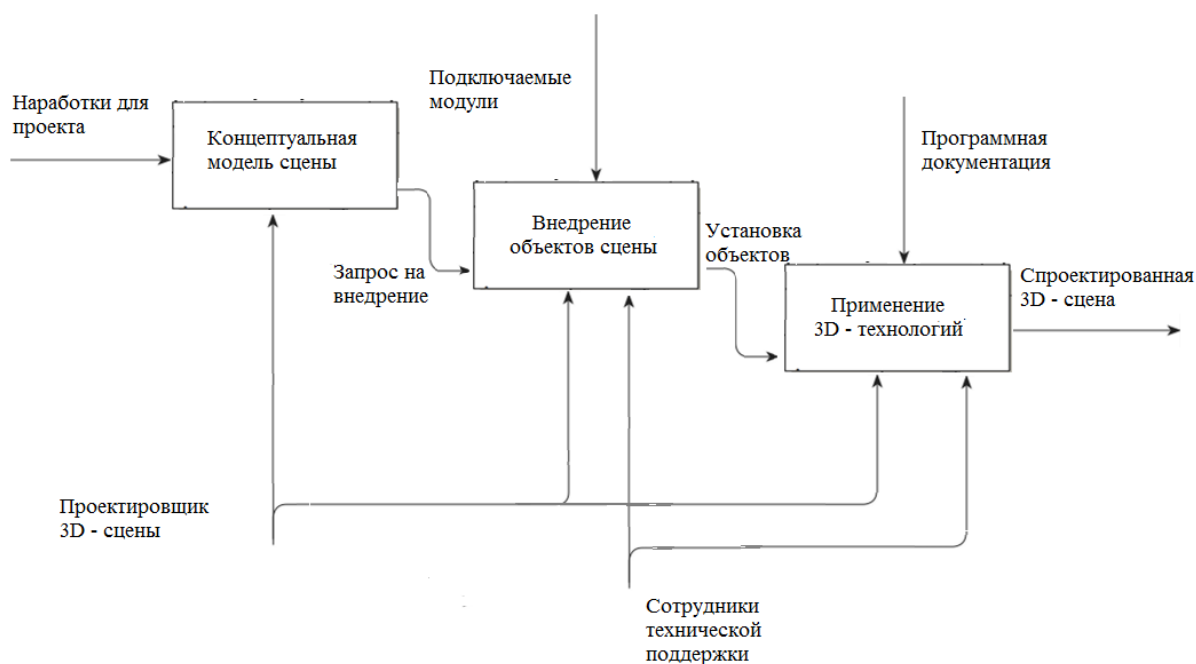 Наработки для
проекта
Концептуальная
модель сцены
Подключаемые
модули
Программная
документация
Внедрение
объектов сцены
Запрос на
внедрение
Установка
объектов
Применение
3D - технологий
Спроектированная
3D - сцена
Проектировщик
3D - сцены
Сотрудники
технической
поддержки